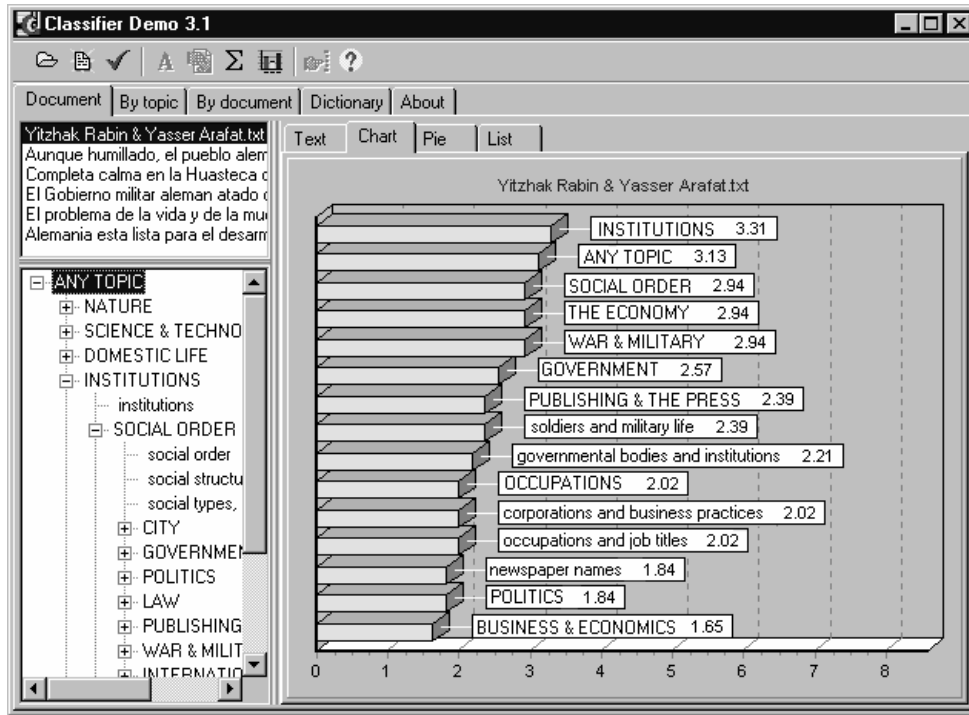 Classifier Demo 3.1
A Σ ?
Document By topic By document Dictionary About
Yitzhak Rabin & Yasser Arafat.txt
Aunque humillado, el pueblo alem
Completa calma en la Huasteca
El Gobierno militar aleman atado
El problema de la vida y de la mu
Alemania esta lista para el desarm
ANY TOPIC
NATURE
SCIENCE & TECHNO
DOMESTIC LIFE
INSTITUTIONS
institutions
SOCIAL ORDER
social order
social structu
social types,
CITY
GOVERNME
POLITICS
LAW
PUBLISHING
WAR & MILIT
INTERNATIO
Text Chart Pie List
Yitzhak Rabin & Yasser Arafat.txt
INSTITUTIONS 3.31
ANY TOPIC 3.13
SOCIAL ORDER 2.94
THE ECONOMY 2.94
WAR & MILITARY 2.94
GOVERNMENT 2.57
PUBLISHING & THE PRESS 2.39
soldiers and military life 2.39
governmental bodies and institutions 2.21
OCCUPATIONS 2.02
corporations and business practices 2.02
occupations and job titles 2.02
newspaper names 1.84
POLITICS 1.84
BUSINESS & ECONOMICS 1.65
0 1 2 3 4 5 6 7 8